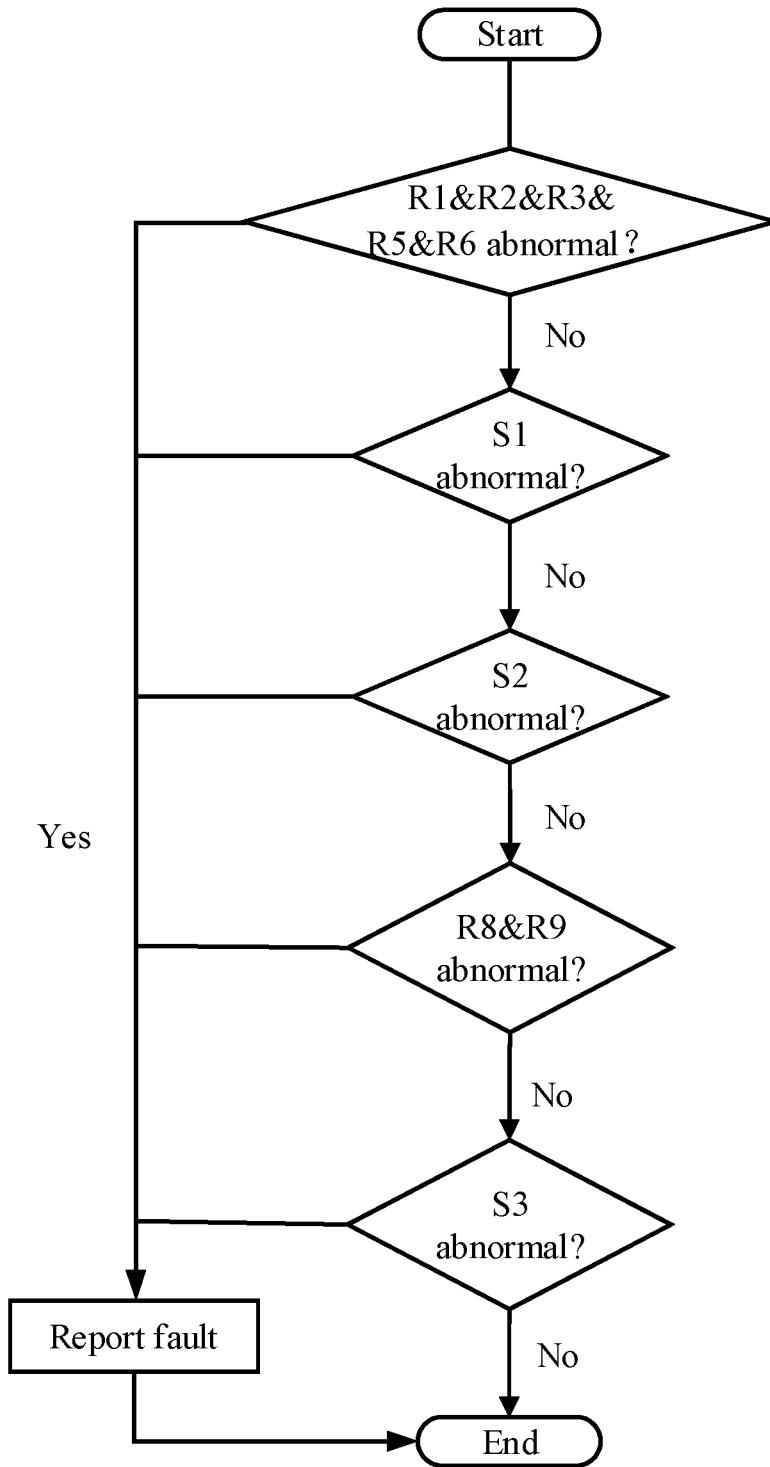 Start
R1&R2&R3&
R5&R6 abnormal？
No
S1
abnormal?
No
S2
abnormal?
No
Yes
R8&R9
abnormal?
No
S3
abnormal?
Report fault
No
End